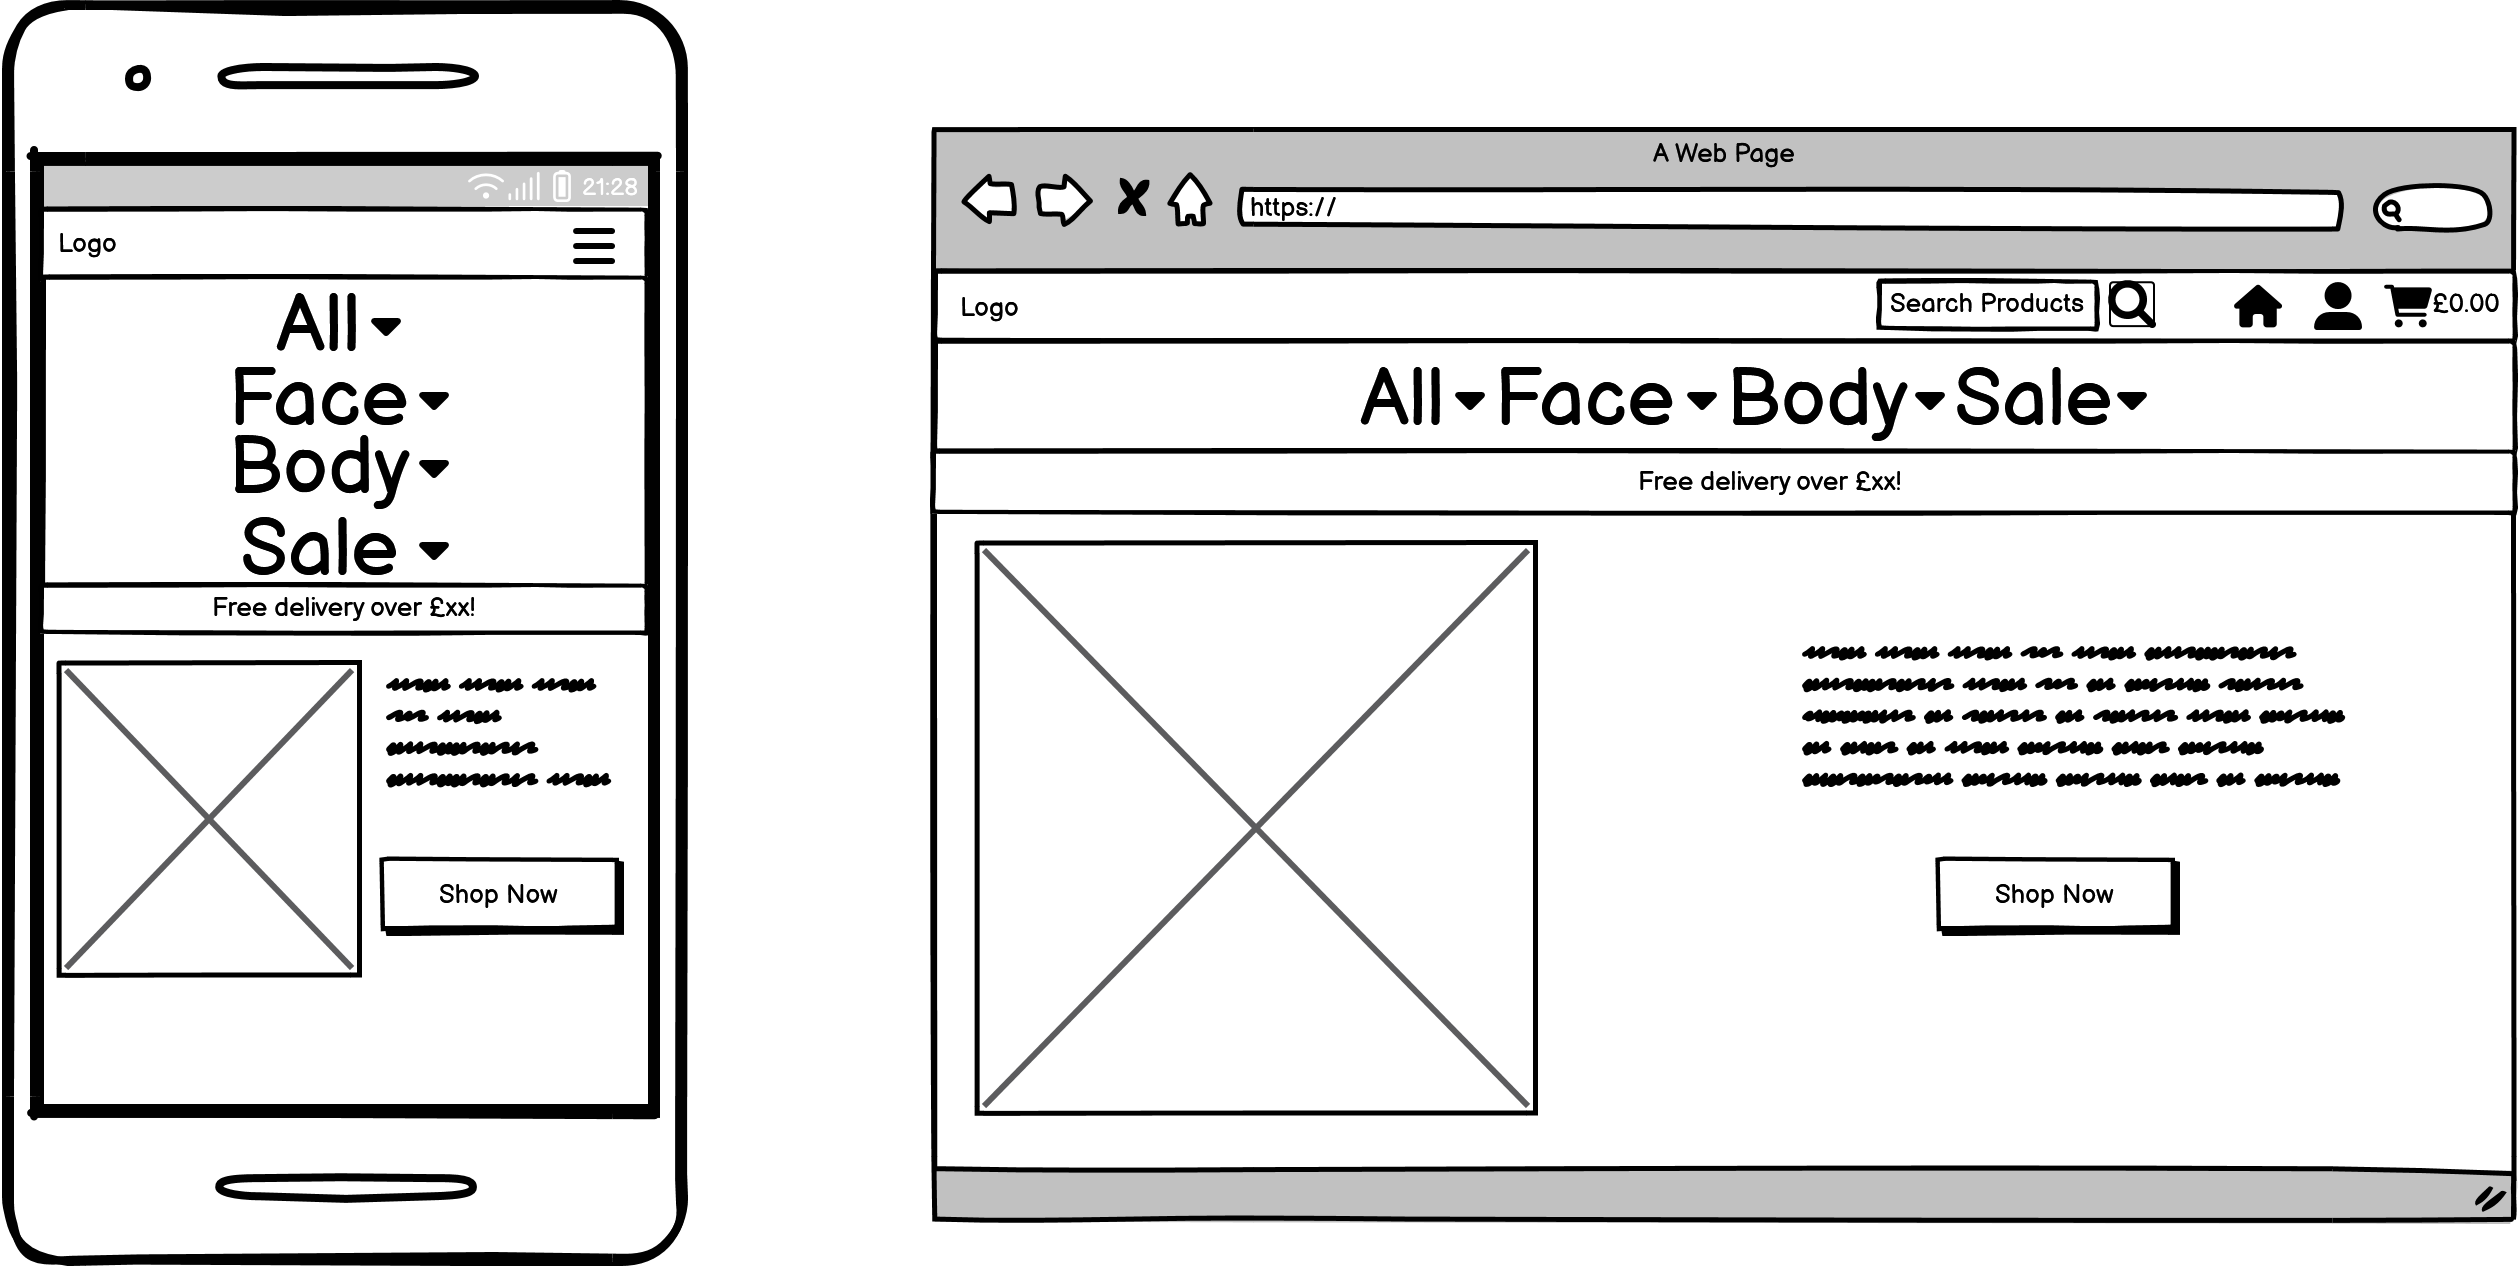 21:28
Logo
All
Face
Body
Sale
Free delivery over £xx!
Shop Now
A Web Page
https://
Logo
Search Products
£0.00
All Face Body Sale
Free delivery over £xx!
Shop Now